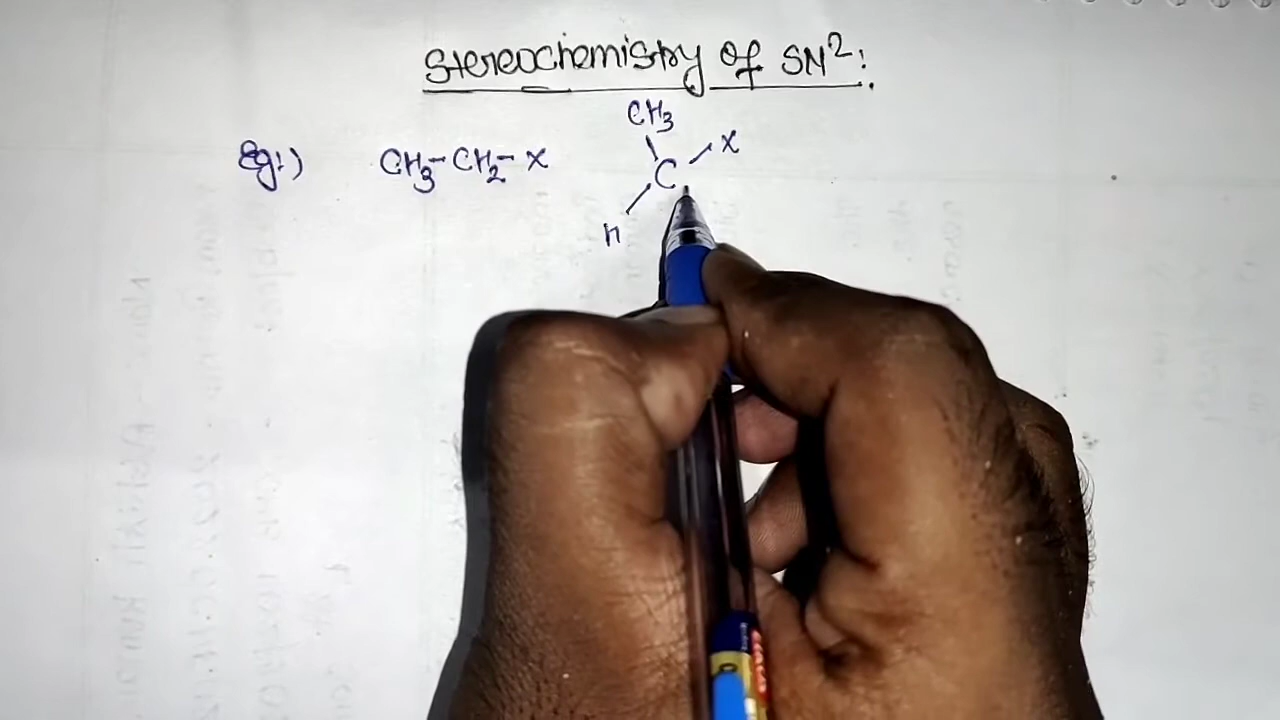 Stereochemistry of SN²:
Eg:) CH₃-CH₂-X
CH₃
C X
H